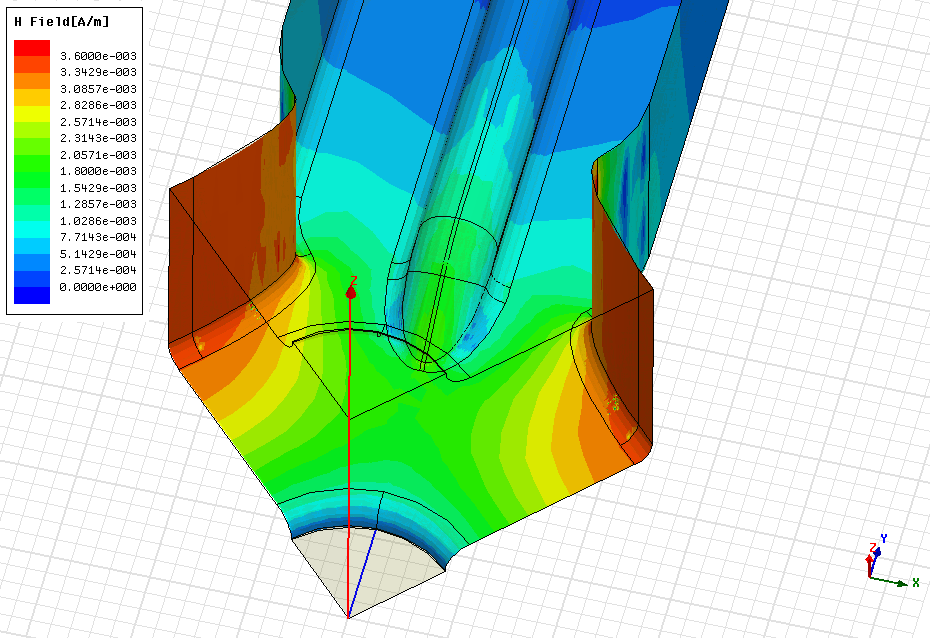 H Field[A/m]
3.6000e-003
3.3429e-003
3.0857e-003
2.8286e-003
2.5714e-003
2.3143e-003
2.0571e-003
1.8000e-003
1.5429e-003
1.2857e-003
1.0286e-003
7.7143e-004
5.1429e-004
2.5714e-004
0.0000e+000
Z
Z
Y
X